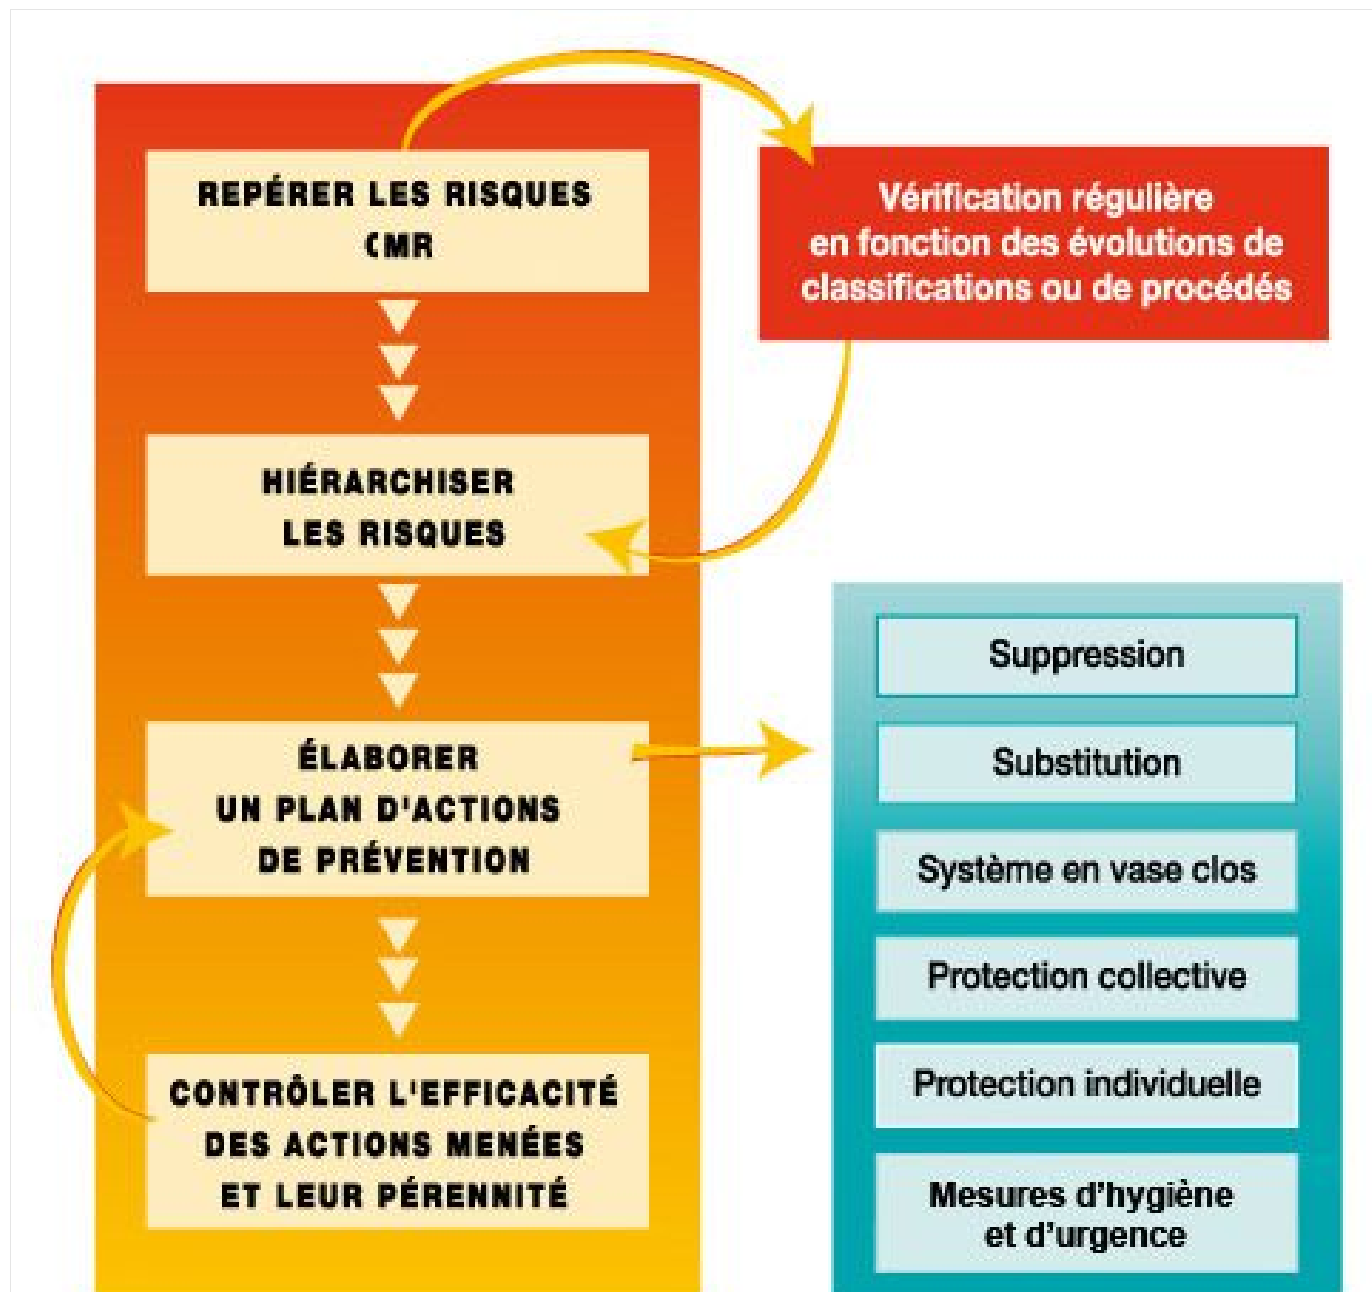 REPÉRER LES RISQUES
CMR
Vérification régulière
en fonction des évolutions de
classifications ou de procédés
HIÉRARCHISER
LES RISQUES
ÉLABORER
UN PLAN D'ACTIONS
DE PRÉVENTION
CONTRÔLER L'EFFICACITÉ
DES ACTIONS MENÉES
ET LEUR PÉRENNITÉ
Suppression
Substitution
Système en vase clos
Protection collective
Protection individuelle
Mesures d'hygiène
et d'urgence